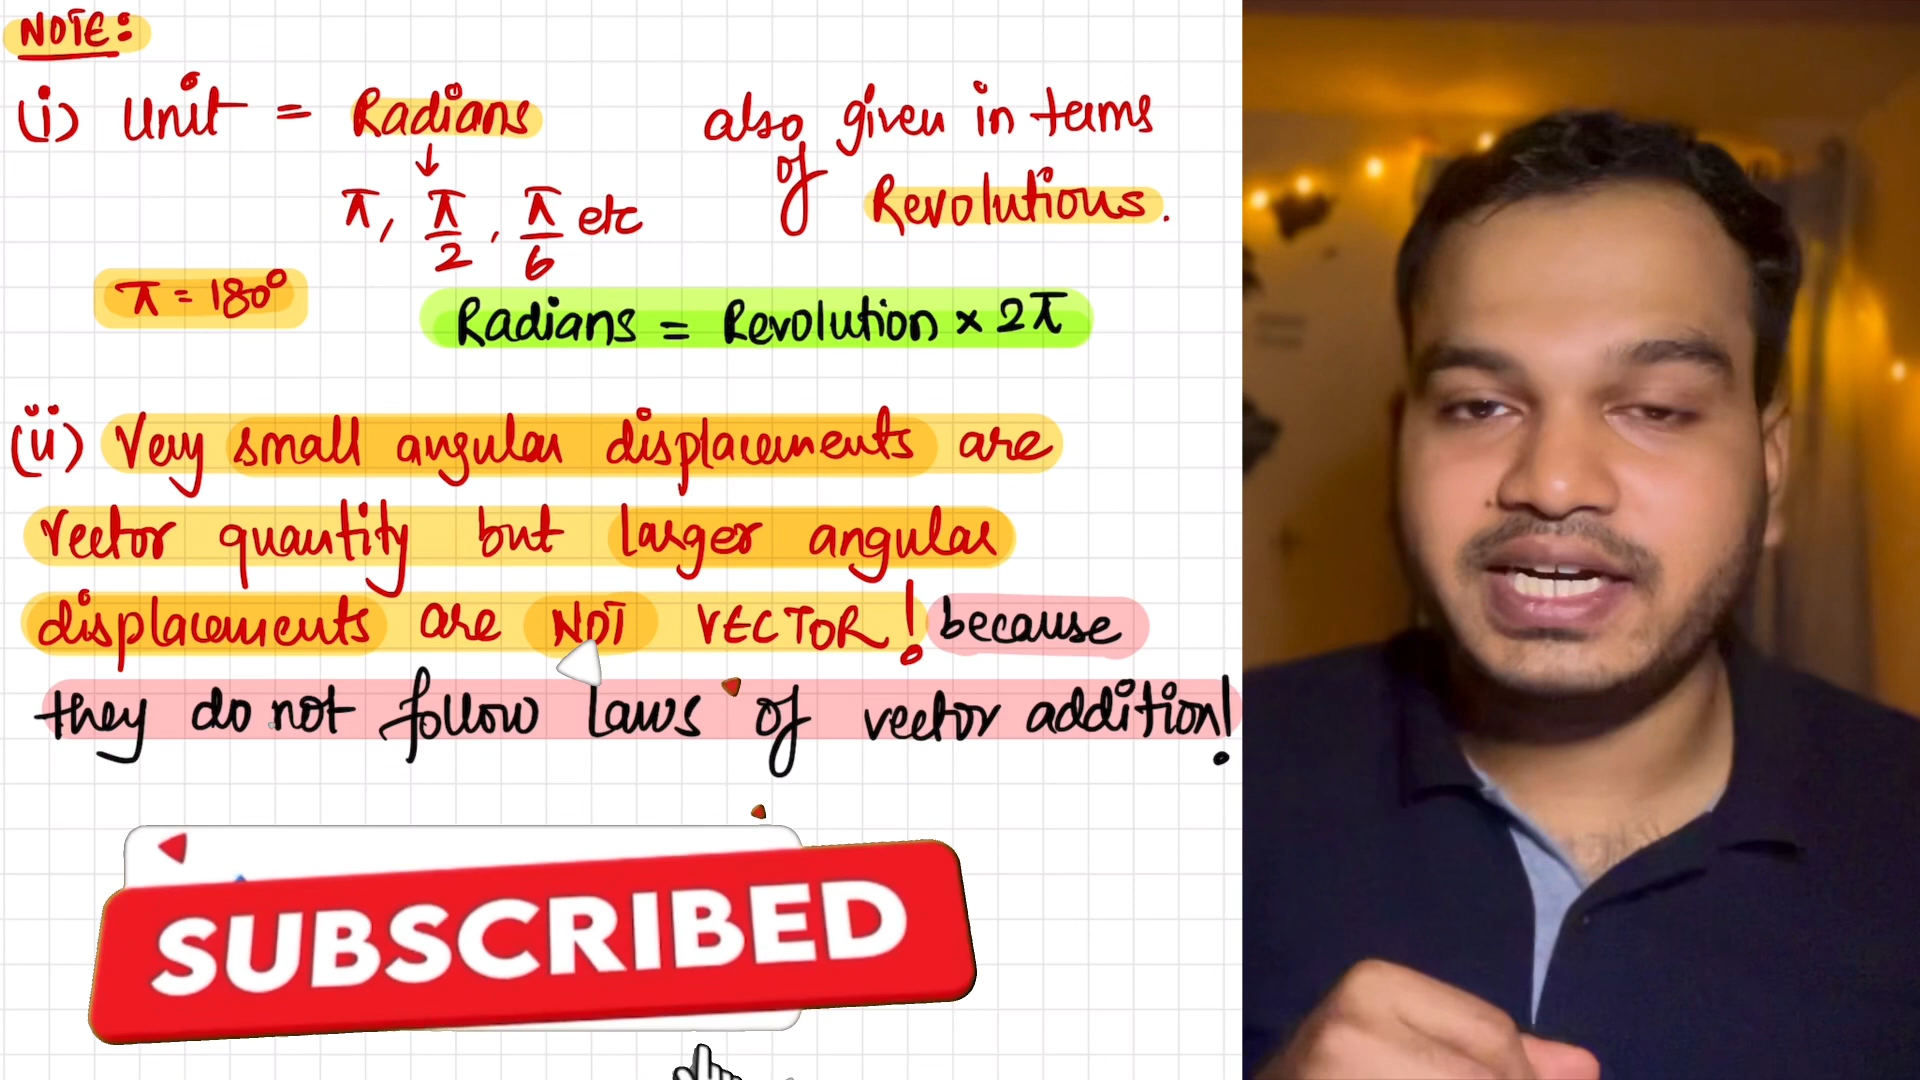 NOTE:
(i) Unit = Radians also given in terms
of Revolutions.
π, π/2, π/6 etc
π = 180°
Radians = Revolution × 2π
(ii) Very small angular displacements are
vector quantity but larger angular
displacements are NOT VECTOR! because
they do not follow laws of vector addition!
SUBSCRIBED